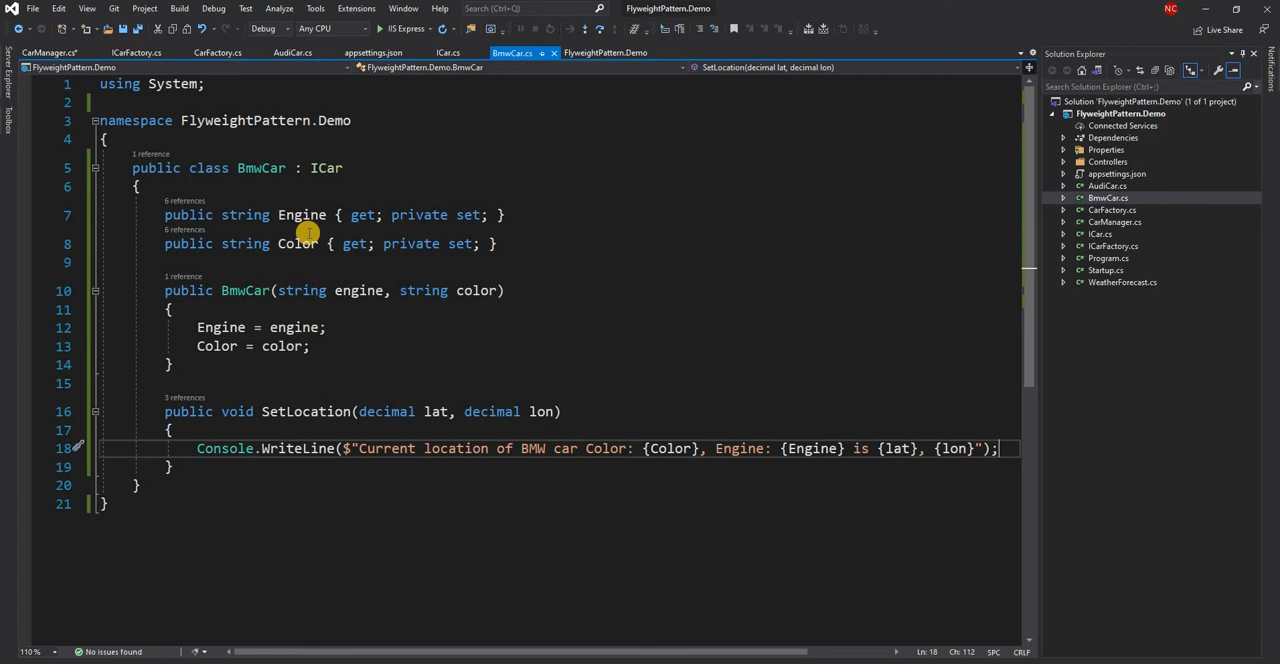 File Edit View Git Project Build Debug Test Analyze Tools Extensions Window Help Search (Ctrl+Q) FlyweightPattern.Demo NC
Debug Any CPU IIS Express Live Share
CarManager.cs* ICarFactory.cs CarFactory.cs AudiCar.cs appsettings.json ICar.cs BmwCar.cs FlyweightPattern.Demo
FlyweightPattern.Demo FlyweightPattern.Demo.BmwCar SetLocation(decimal lat, decimal lon)
Server Explorer
Toolbox
1 using System;
2
3 namespace FlyweightPattern.Demo
4 {
1 reference
5 public class BmwCar : ICar
6 {
6 references
7 public string Engine { get; private set; }
6 references
8 public string Color { get; private set; }
9
1 reference
10 public BmwCar(string engine, string color)
11 {
12 Engine = engine;
13 Color = color;
14 }
15
3 references
16 public void SetLocation(decimal lat, decimal lon)
17 {
18 Console.WriteLine($"Current location of BMW car Color: {Color}, Engine: {Engine} is {lat}, {lon}");
19 }
20 }
21 }
110 % No issues found Ln: 18 Ch: 112 SPC CRLF
Solution Explorer
Search Solution Explorer (Ctrl+;)
Solution 'FlyweightPattern.Demo' (1 of 1 project)
FlyweightPattern.Demo
Connected Services
Dependencies
Properties
Controllers
appsettings.json
C# AudiCar.cs
C# BmwCar.cs
C# CarFactory.cs
C# CarManager.cs
C# ICar.cs
C# ICarFactory.cs
C# Program.cs
C# Startup.cs
C# WeatherForecast.cs
Notifications